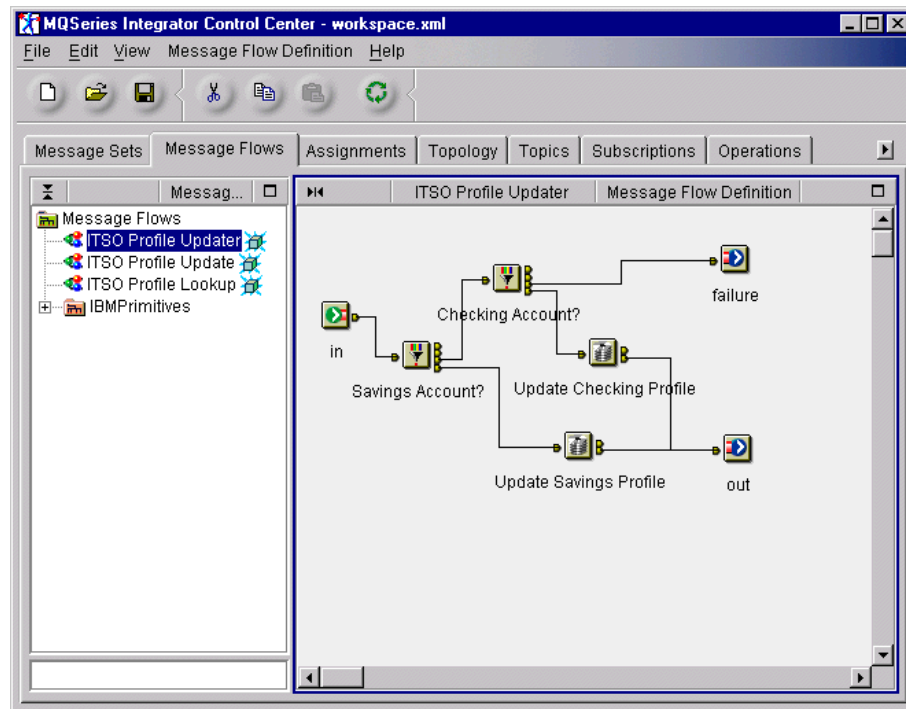 MQSeries Integrator Control Center - workspace.xml
File Edit View Message Flow Definition Help
Message Sets Message Flows Assignments Topology Topics Subscriptions Operations
Messag...
ITSO Profile Updater Message Flow Definition
Message Flows
ITSO Profile Updater
ITSO Profile Update
ITSO Profile Lookup
IBMPrimitives
failure
Checking Account?
in
Savings Account?
Update Checking Profile
Update Savings Profile
out